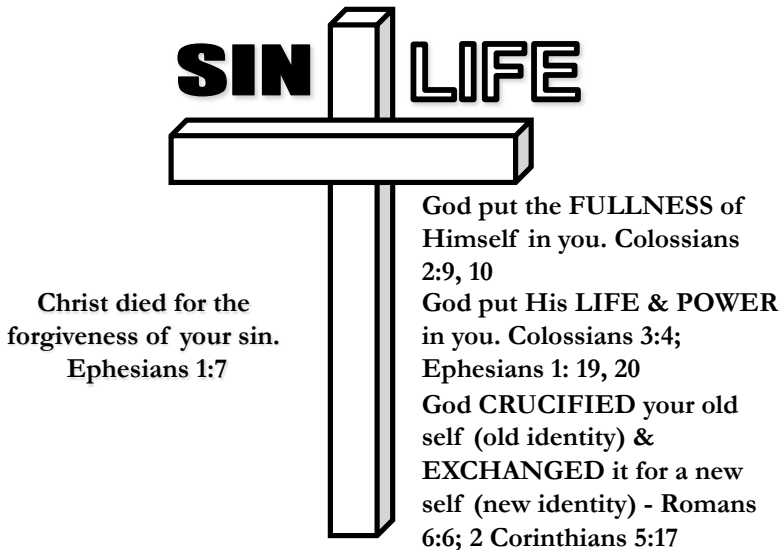 SIN LIFE
Christ died for the
forgiveness of your sin.
Ephesians 1:7
God put the FULLNESS of
Himself in you. Colossians
2:9, 10
God put His LIFE & POWER
in you. Colossians 3:4;
Ephesians 1: 19, 20
God CRUCIFIED your old
self (old identity) &
EXCHANGED it for a new
self (new identity) - Romans
6:6; 2 Corinthians 5:17